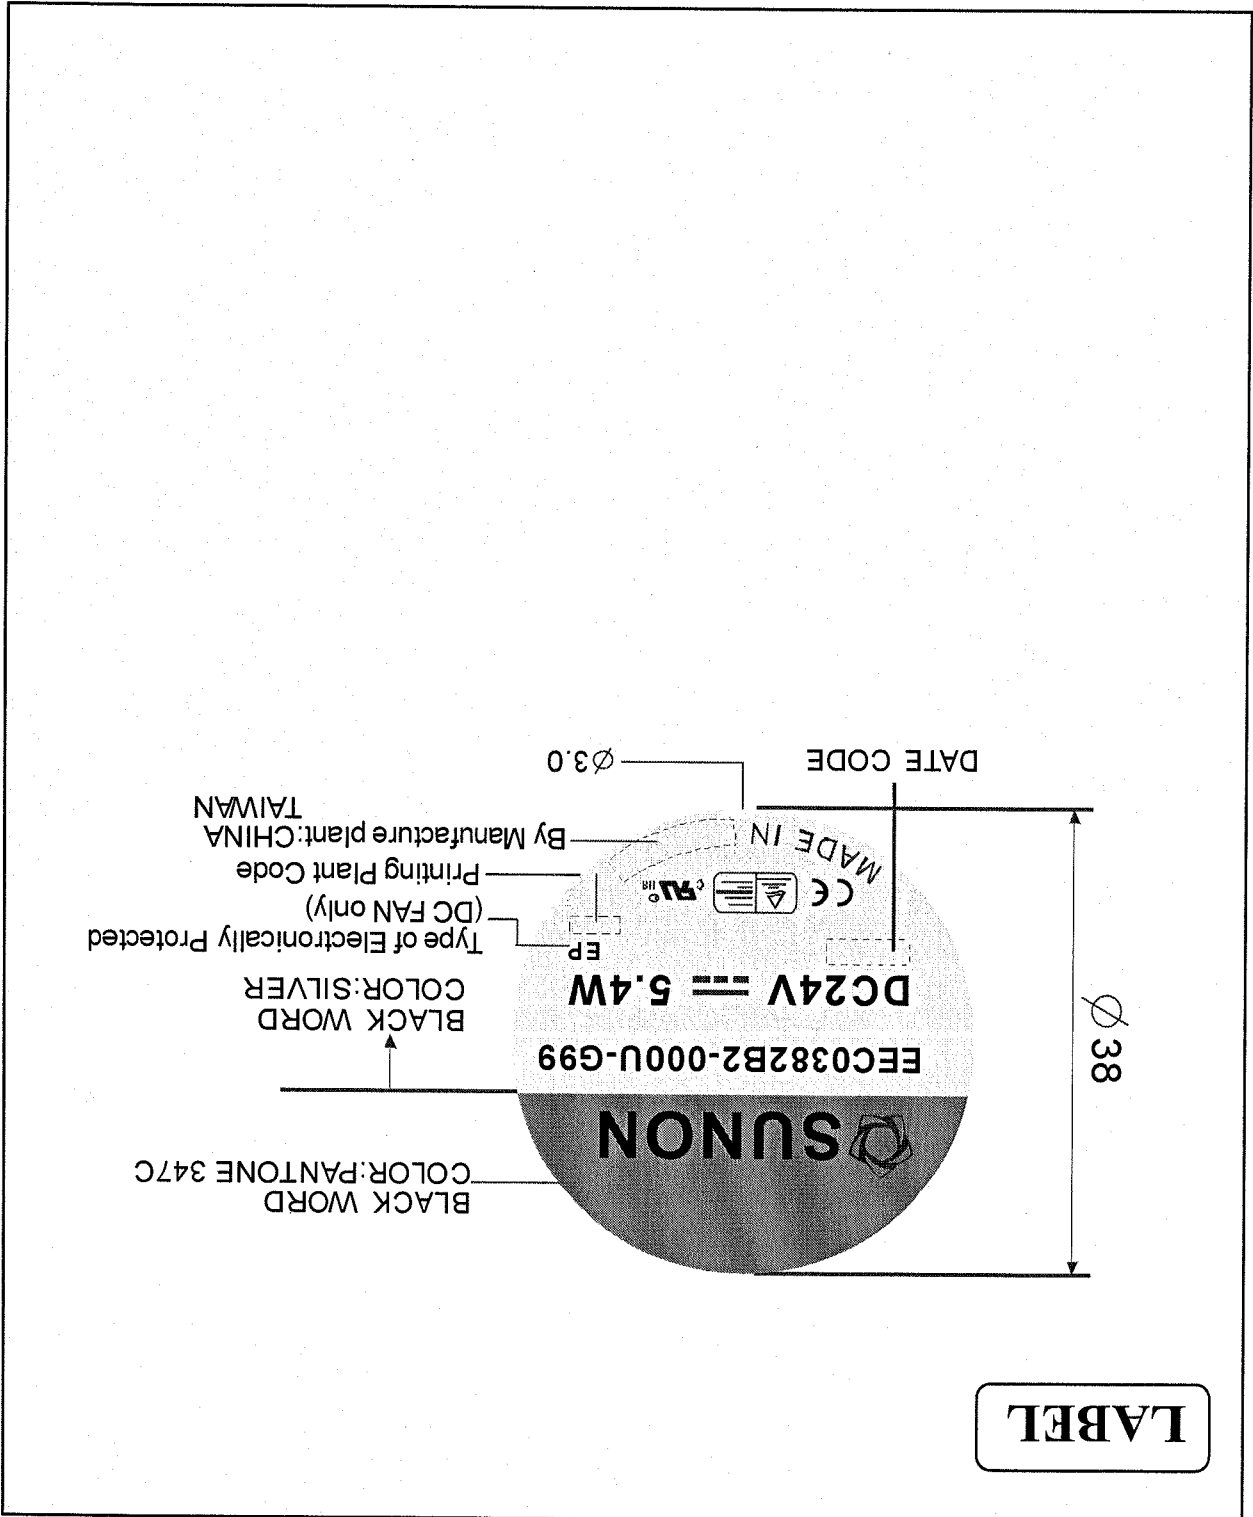 LABEL
Ø 38
BLACK WORD
COLOR:PANTONE 347C
SUNON
EEC0382B2-000U-G99
BLACK WORD
COLOR:SILVER
DC24V 5.4W
EP
Type of Electronically Protected
(DC FAN only)
Printing Plant Code
CE
MADE IN
By Manufacture plant:CHINA
TAIWAN
DATE CODE
Ø3.0